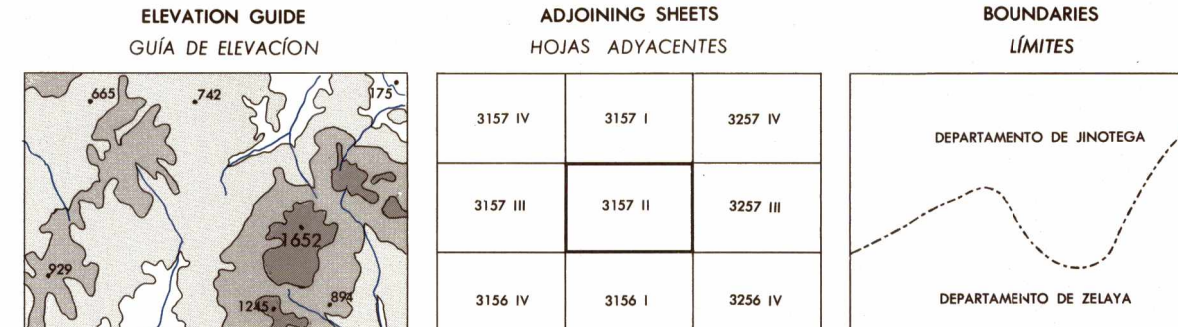 ELEVATION GUIDE
GUÍA DE ELEVACÍON
665
742
175
1652
929
1245
894
ADJOINING SHEETS
HOJAS ADYACENTES
3157 IV 3157 I 3257 IV
3157 III 3157 II 3257 III
3156 IV 3156 I 3256 IV
BOUNDARIES
LÍMITES
DEPARTAMENTO DE JINOTEGA
DEPARTAMENTO DE ZELAYA